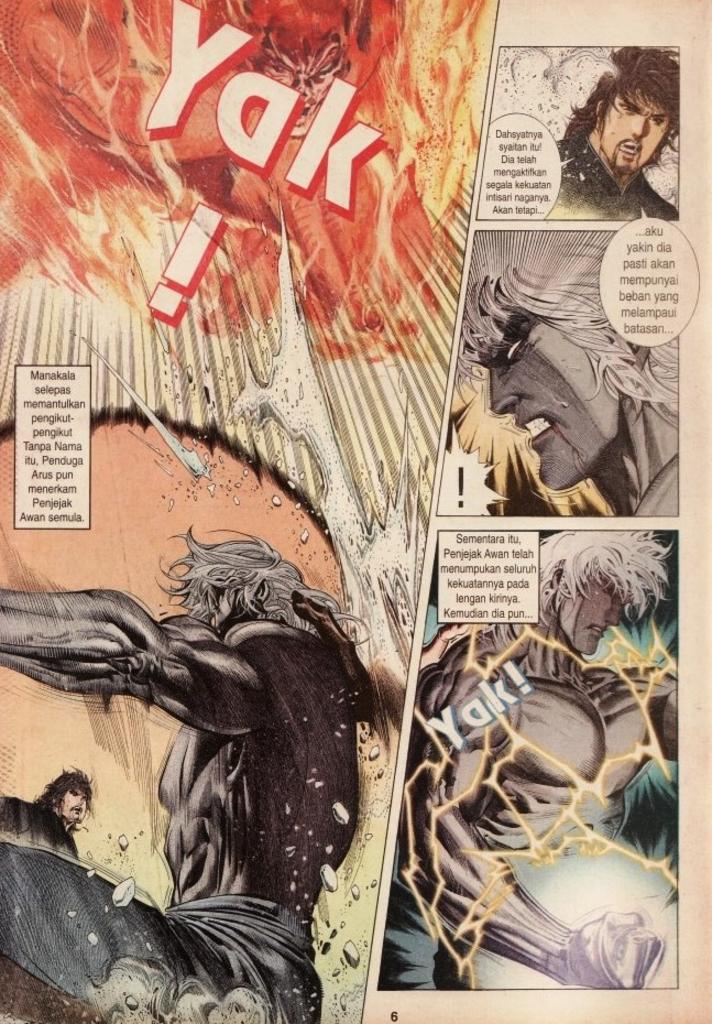 Yak
!
Manakala
selepas
memantulkan
pengikut-
pengikut
Tanpa Nama
itu, Penduga
Arus pun
menerkam
Penjejak
Awan semula.
Dahsyatnya
syaitan itu!
Dia telah
mengaktifkan
segala kekuatan
intisari naganya.
Akan tetapi...
...aku
yakin dia
pasti akan
mempunyai
beban yang
melampaui
batasan...
!
Sementara itu,
Penjejak Awan telah
menumpukan seluruh
kekuatannya pada
lengan kirinya.
Kemudian dia pun...
Yak!
6